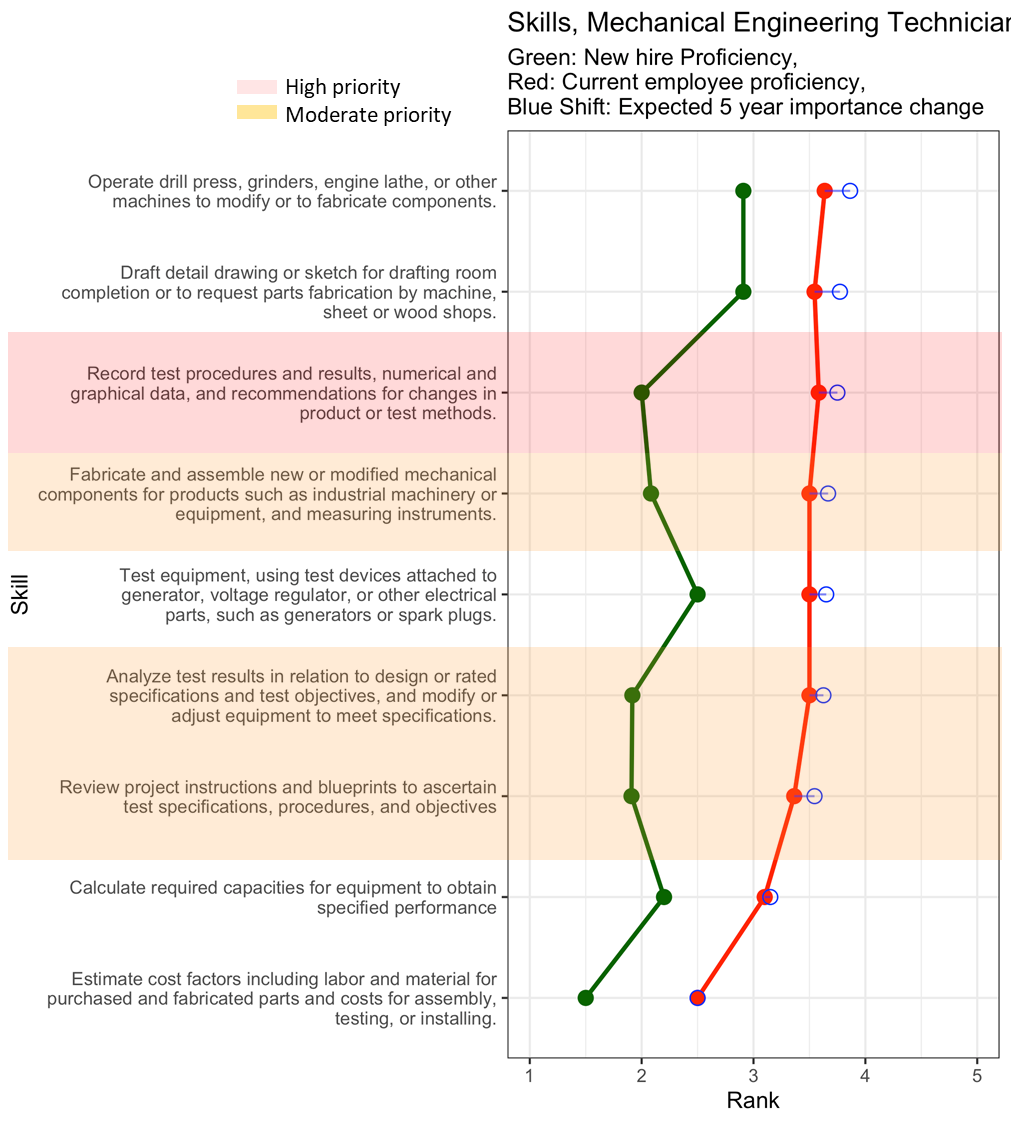 Skills, Mechanical Engineering Technician
Green: New hire Proficiency,
Red: Current employee proficiency,
Blue Shift: Expected 5 year importance change
High priority
Moderate priority
Operate drill press, grinders, engine lathe, or other
machines to modify or to fabricate components.
Draft detail drawing or sketch for drafting room
completion or to request parts fabrication by machine,
sheet or wood shops.
Record test procedures and results, numerical and
graphical data, and recommendations for changes in
product or test methods.
Fabricate and assemble new or modified mechanical
components for products such as industrial machinery or
equipment, and measuring instruments.
Test equipment, using test devices attached to
generator, voltage regulator, or other electrical
parts, such as generators or spark plugs.
Analyze test results in relation to design or rated
specifications and test objectives, and modify or
adjust equipment to meet specifications.
Review project instructions and blueprints to ascertain
test specifications, procedures, and objectives
Calculate required capacities for equipment to obtain
specified performance
Estimate cost factors including labor and material for
purchased and fabricated parts and costs for assembly,
testing, or installing.
Skill
1 2 3 4 5
Rank